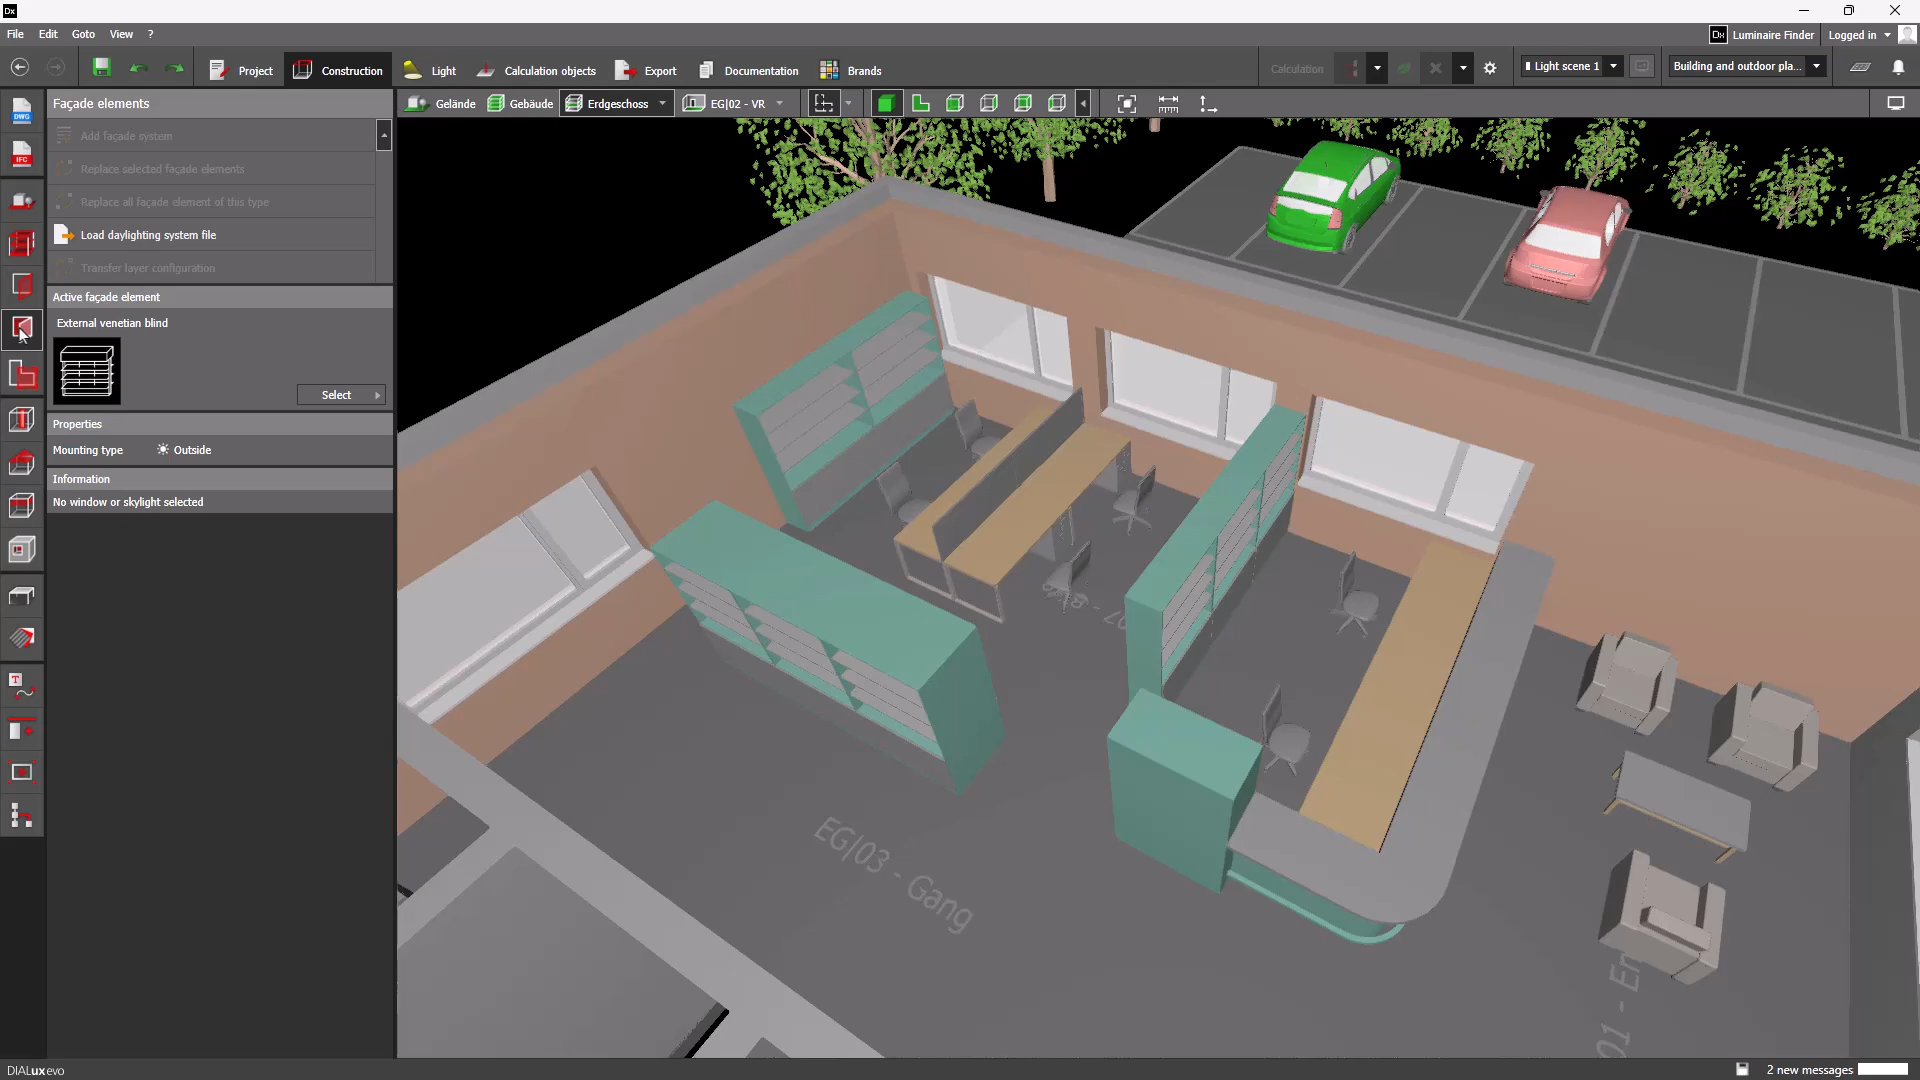 Dx
File Edit Goto View ?
Dx Luminaire Finder Logged in
Project Construction Light Calculation objects Export Documentation Brands
Calculation Light scene 1 Building and outdoor pla...
DWG
IFC
T
Façade elements
Gelände Gebäude Erdgeschoss EG|02 - VR
Add façade system
Replace selected façade elements
Replace all façade element of this type
Load daylighting system file
Transfer layer configuration
Active façade element
External venetian blind
Select
Properties
Mounting type Outside
Information
No window or skylight selected
EG|03 - Gang
DIALux evo
2 new messages